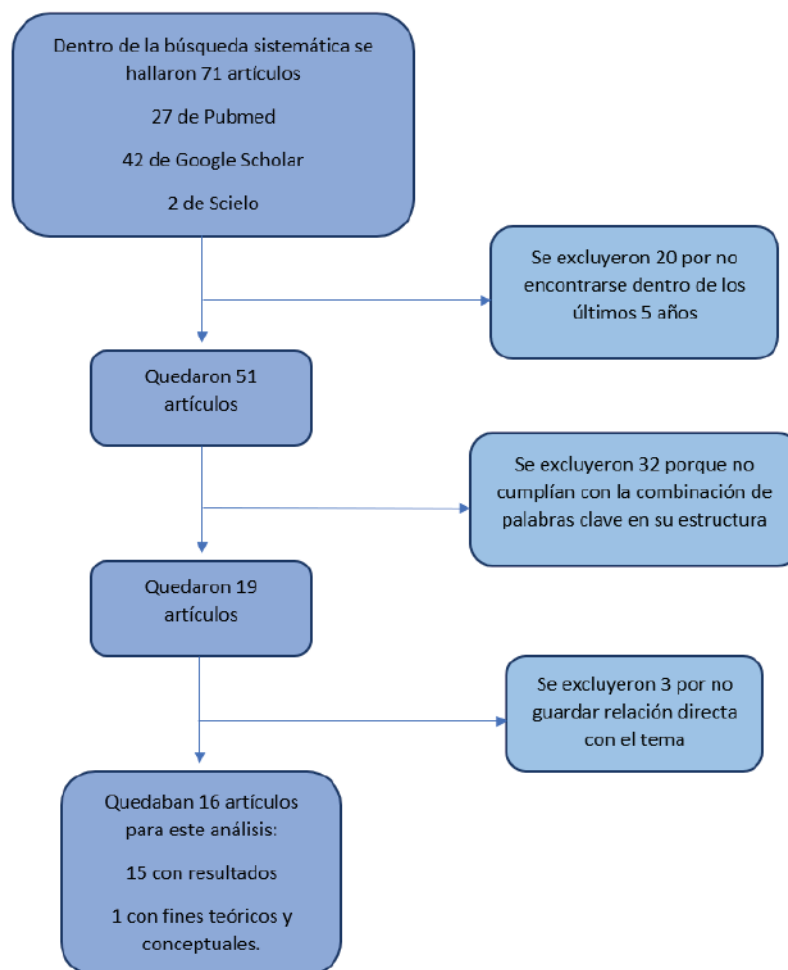 Dentro de la búsqueda sistemática se
hallaron 71 artículos
27 de Pubmed
42 de Google Scholar
2 de Scielo
Se excluyeron 20 por no
encontrarse dentro de los
últimos 5 años
Quedaron 51
artículos
Se excluyeron 32 porque no
cumplían con la combinación de
palabras clave en su estructura
Quedaron 19
artículos
Se excluyeron 3 por no
guardar relación directa
con el tema
Quedaban 16 artículos
para este análisis:
15 con resultados
1 con fines teóricos y
conceptuales.